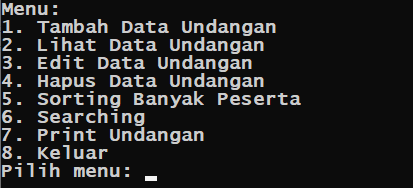 Menu:
1. Tambah Data Undangan
2. Lihat Data Undangan
3. Edit Data Undangan
4. Hapus Data Undangan
5. Sorting Banyak Peserta
6. Searching
7. Print Undangan
8. Keluar
Pilih menu: